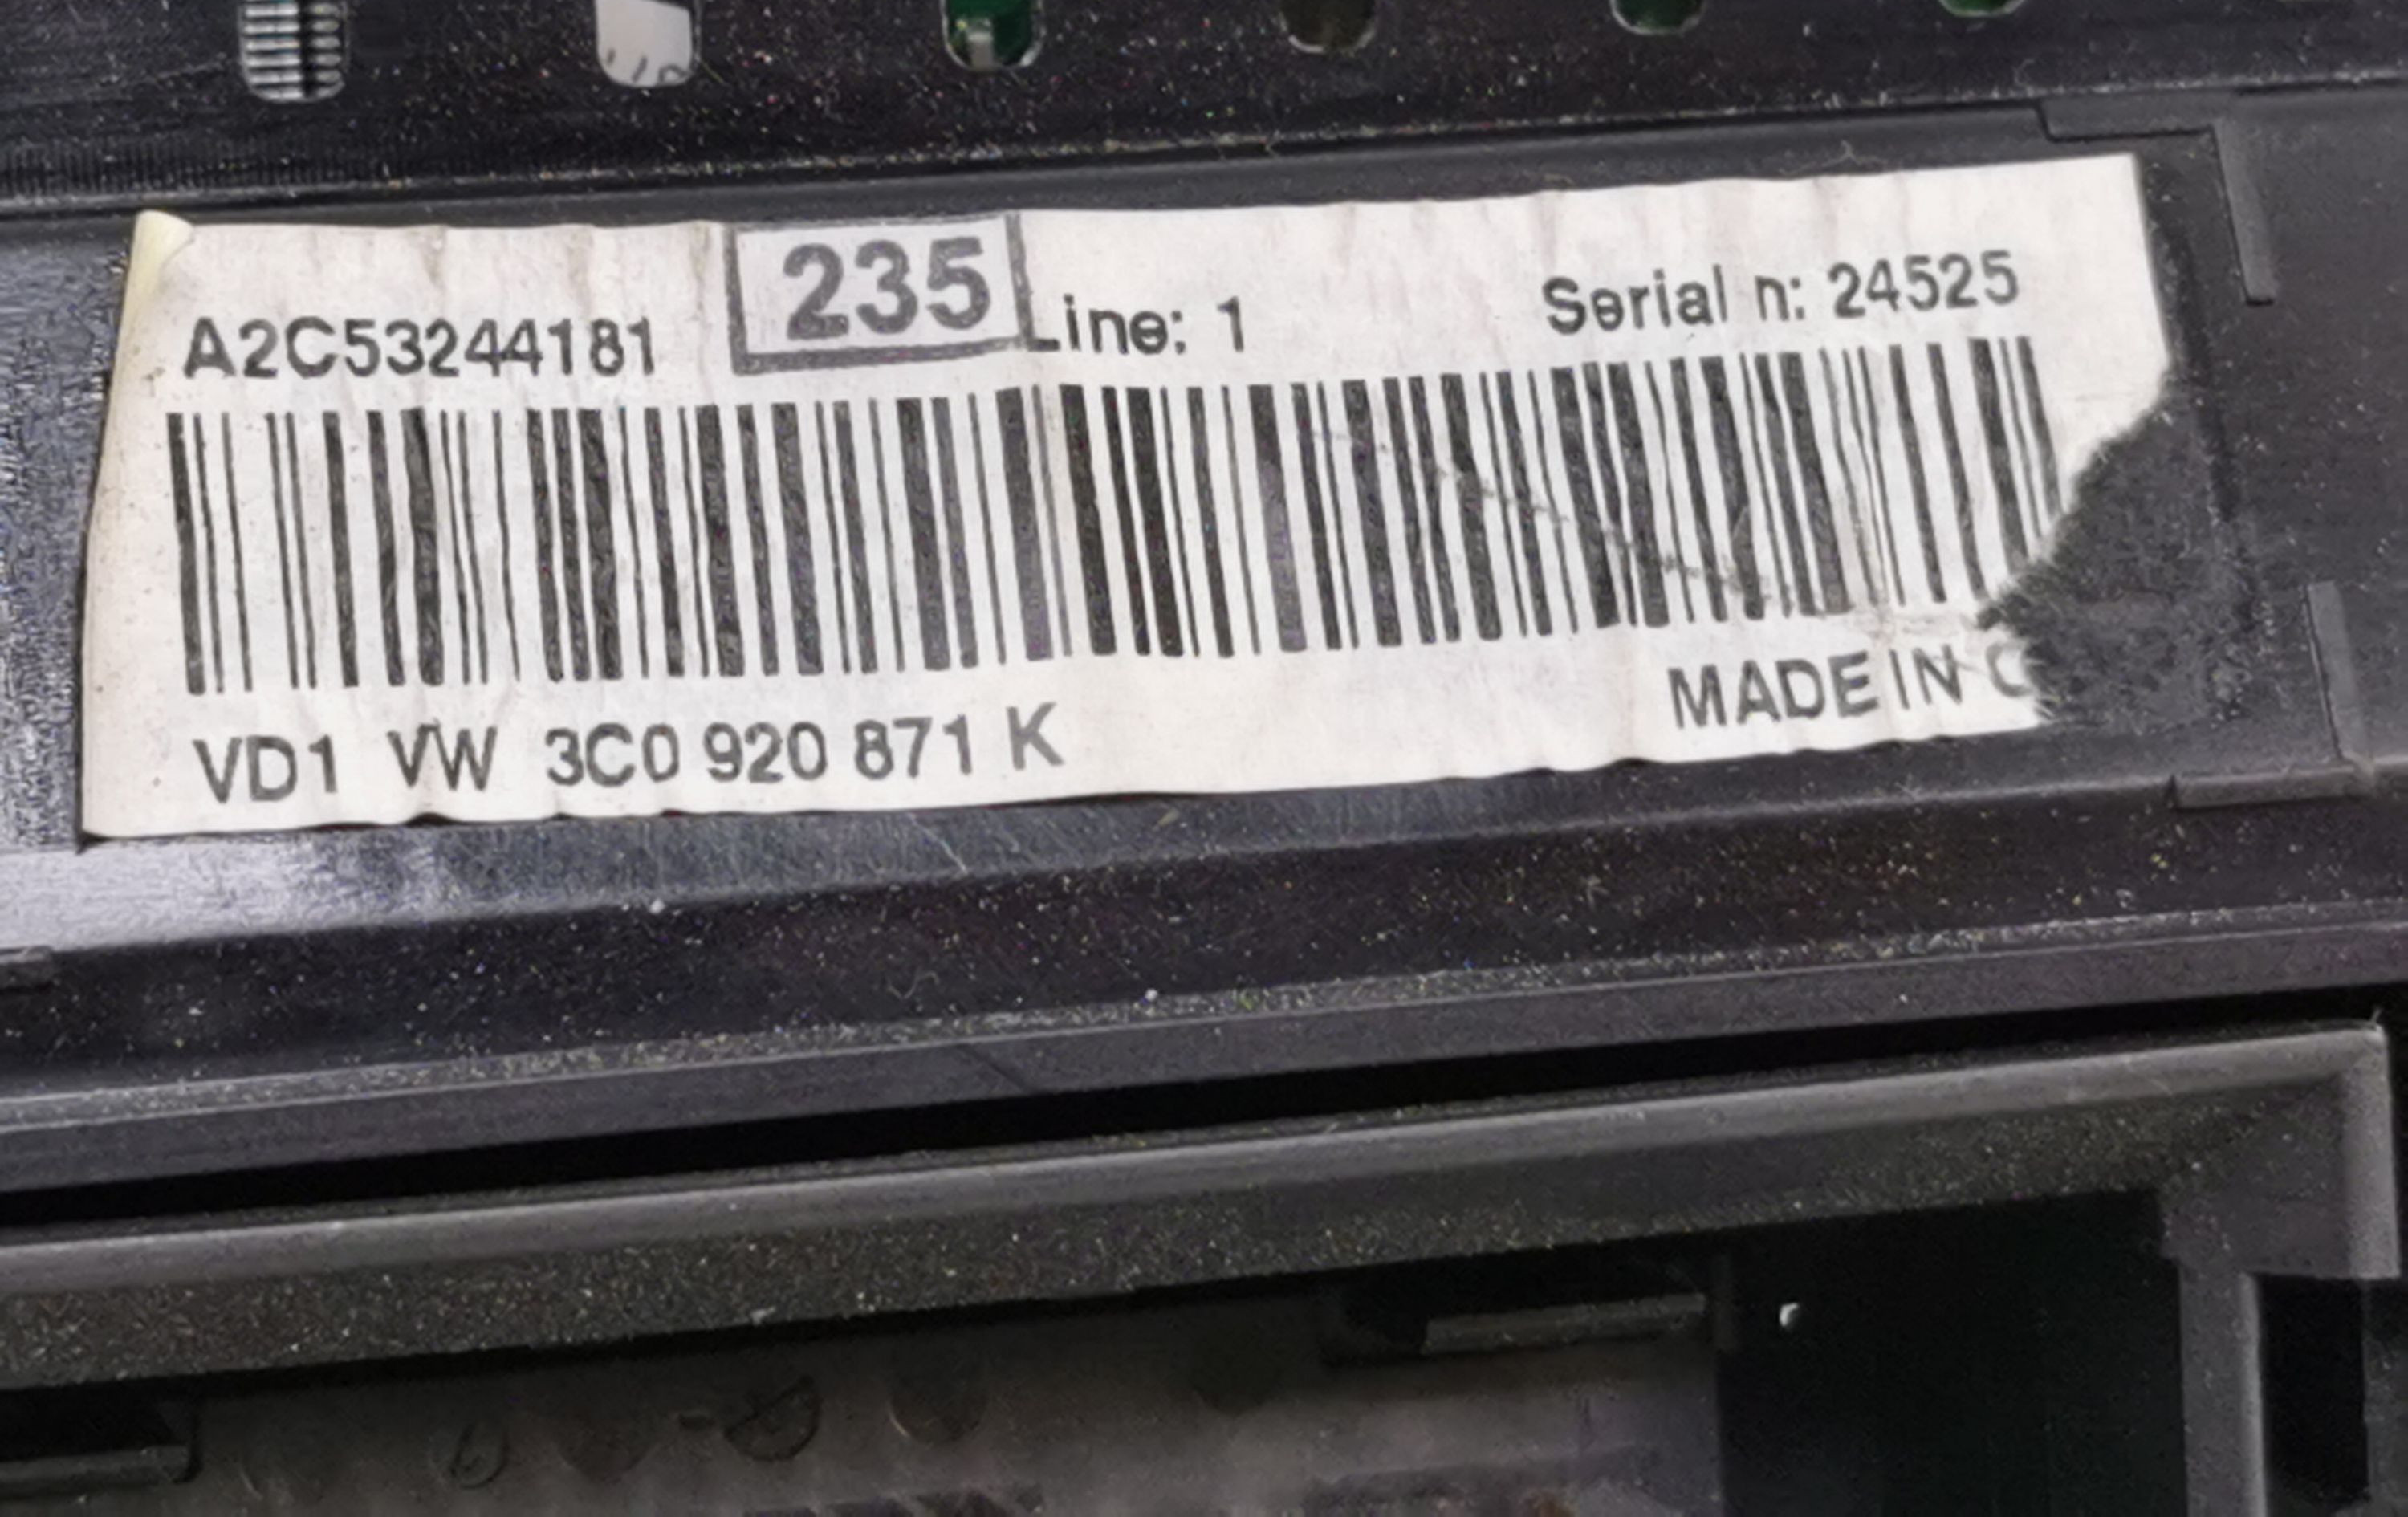 A2C53244181 235 Line: 1 Serial n: 24525
VD1 VW 3C0 920 871 K MADE IN